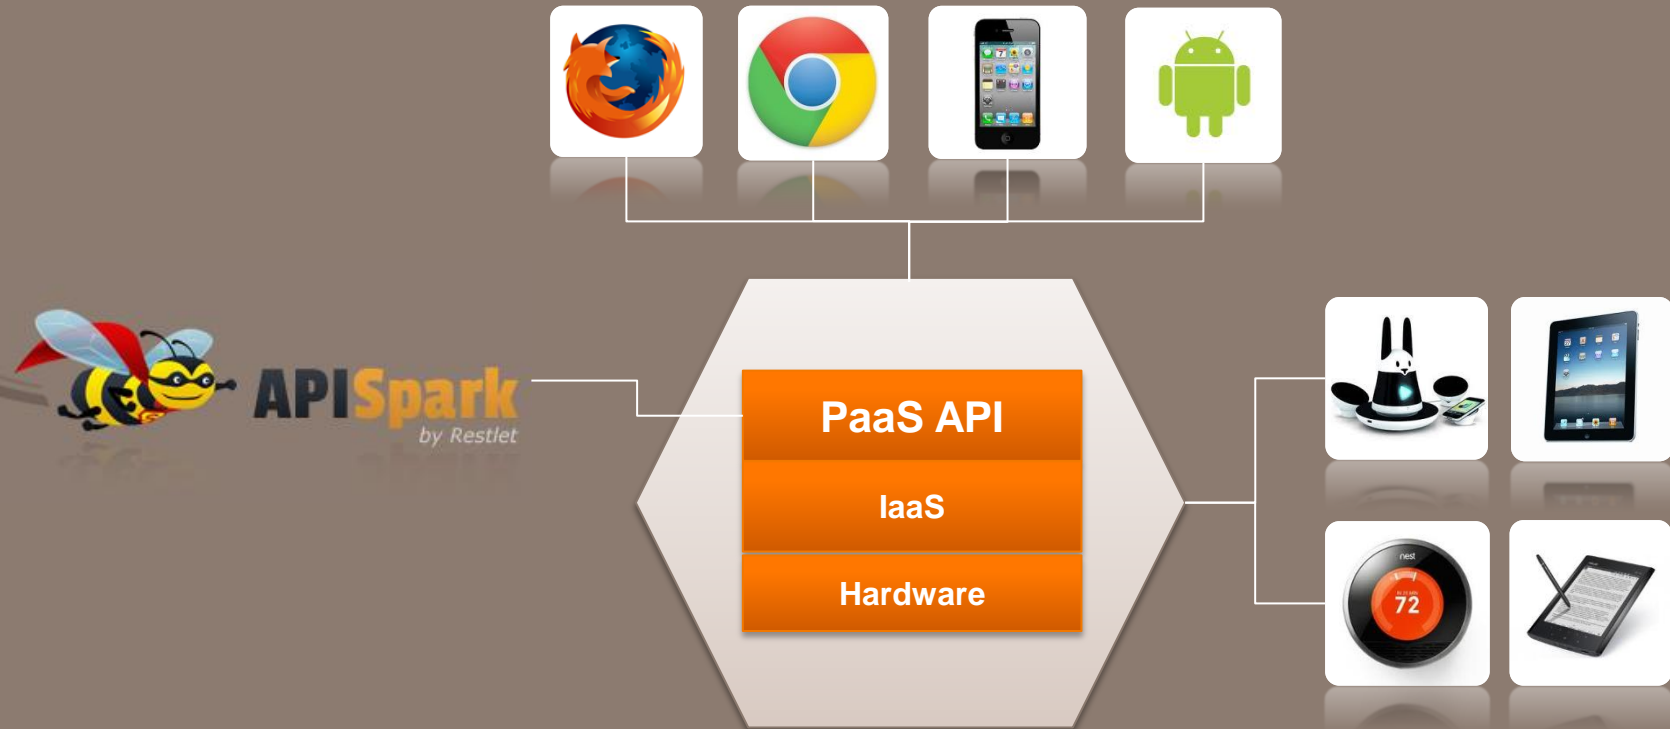 APISpark
by Restlet
PaaS API
IaaS
Hardware
nest
72